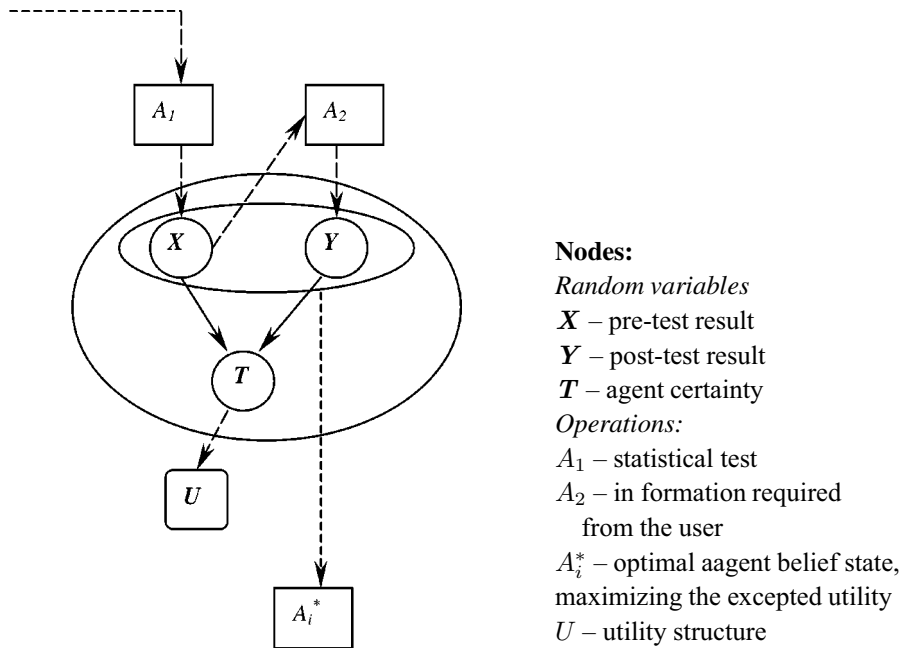 A₁
A₂
X
Y
T
U
Aᵢ*
Nodes:
Random variables
X – pre-test result
Y – post-test result
T – agent certainty
Operations:
A₁ – statistical test
A₂ – in formation required
from the user
Aᵢ* – optimal aagent belief state,
maximizing the excepted utility
U – utility structure